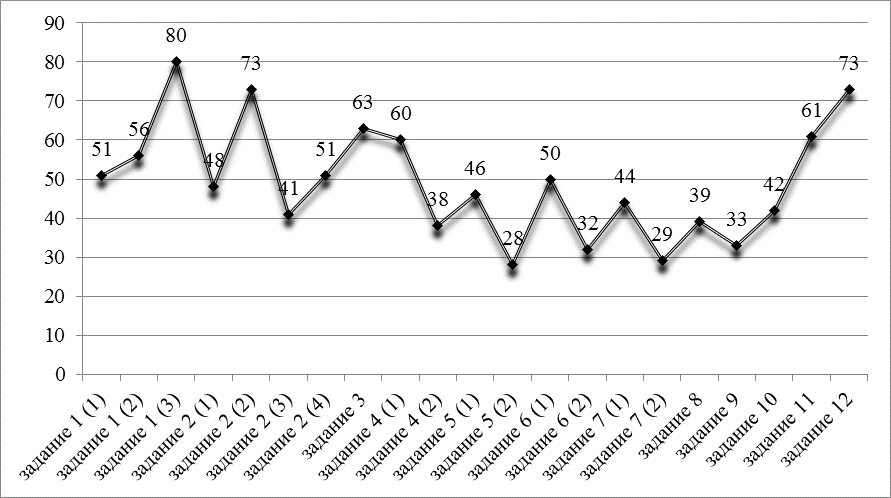 90
80
70
60
50
40
30
20
10
0
51
56
80
48
73
41
51
63
60
38
46
28
50
32
44
29
39
33
42
61
73
задание 1 (1)
задание 1 (2)
задание 1 (3)
задание 2 (1)
задание 2 (2)
задание 2 (3)
задание 2 (4)
задание 3
задание 4 (1)
задание 4 (2)
задание 5 (1)
задание 5 (2)
задание 6 (1)
задание 6 (2)
задание 7 (1)
задание 7 (2)
задание 8
задание 9
задание 10
задание 11
задание 12